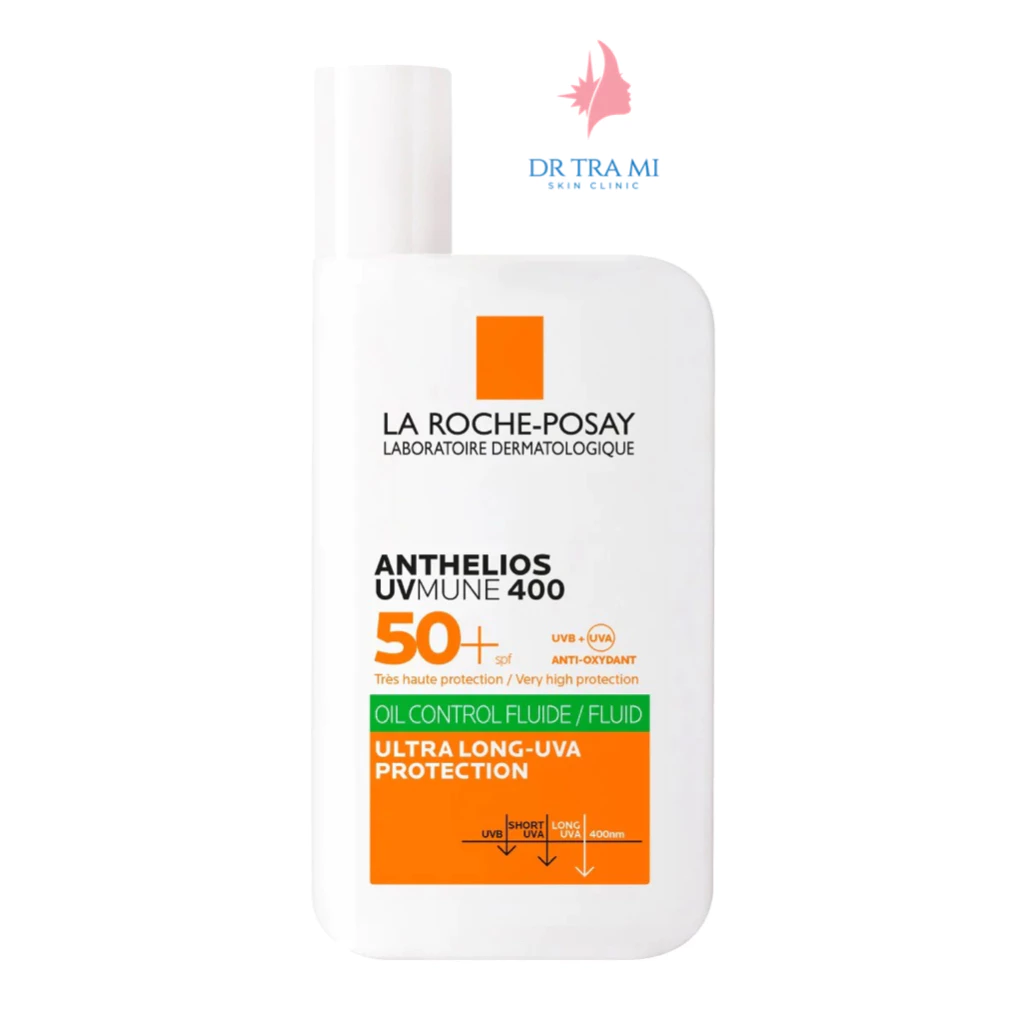 DR TRA MI
SKIN CLINIC
LA ROCHE-POSAY
LABORATOIRE DERMATOLOGIQUE
ANTHELIOS
UVMUNE 400
50+ spf
UVB + UVA
ANTI-OXYDANT
Très haute protection / Very high protection
OIL CONTROL FLUIDE / FLUID
ULTRA LONG-UVA
PROTECTION
UVB SHORT UVA LONG UVA 400nm